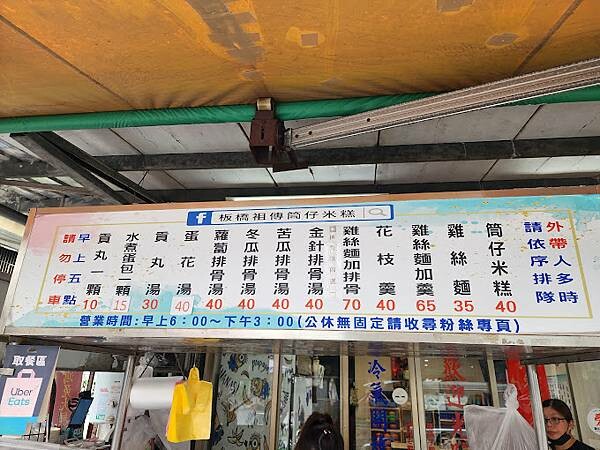 板橋祖傳筒仔米糕
外帶人多時
請依序排隊
筒仔米糕 40
雞絲麵 35
雞絲麵加羹 65
花枝羹 40
雞絲麵加排骨 70
金針排骨湯 40
苦瓜排骨湯 40
冬瓜排骨湯 40
蘿蔔排骨湯 40
蛋花湯 40
貢丸湯 30
水煮蛋包一顆 15
貢丸一顆 10
早上五點
請勿停車
營業時間:早上6:00~下午3:00(公休無固定請收尋粉絲專頁)
取餐區
Uber
Eats
冷氣開放
歡迎